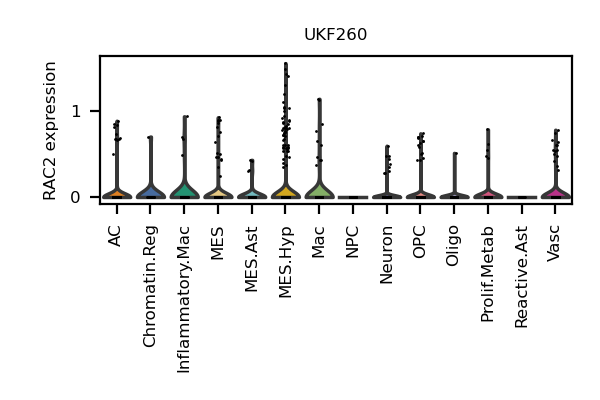 UKF260
RAC2 expression
1
0
AC
Chromatin.Reg
Inflammatory.Mac
MES
MES.Ast
MES.Hyp
Mac
NPC
Neuron
OPC
Oligo
Prolif.Metab
Reactive.Ast
Vasc